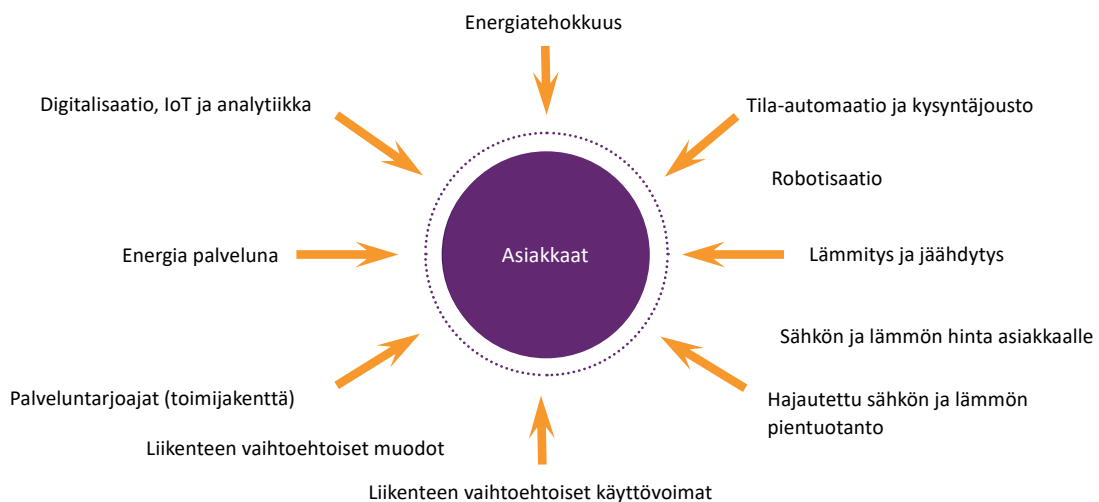 Energiatehokkuus
Digitalisaatio, IoT ja analytiikka
Tila-automaatio ja kysyntäjousto
Robotisaatio
Energia palveluna
Asiakkaat
Lämmitys ja jäähdytys
Sähkön ja lämmön hinta asiakkaalle
Palveluntarjoajat (toimijakenttä)
Hajautettu sähkön ja lämmön
pientuotanto
Liikenteen vaihtoehtoiset muodot
Liikenteen vaihtoehtoiset käyttövoimat